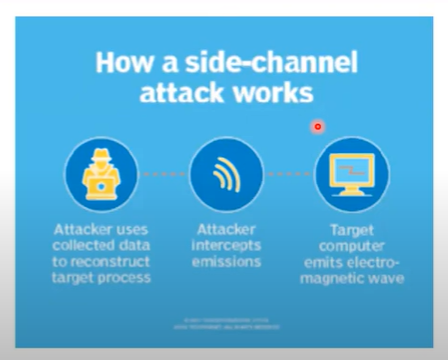 How a side-channel
attack works
Attacker uses
collected data
to reconstruct
target process
Attacker
intercepts
emissions
Target
computer
emits electro-
magnetic wave